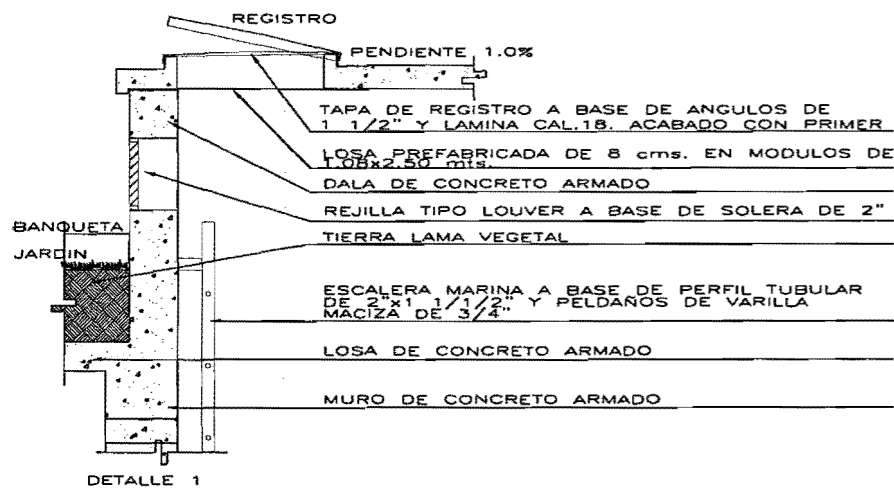 REGISTRO
PENDIENTE 1.0%
TAPA DE REGISTRO A BASE DE ANGULOS DE
1 1/2" Y LAMINA CAL.18. ACABADO CON PRIMER
LOSA PREFABRICADA DE 8 cms. EN MODULOS DE
1.08x2.50 mts.
DALA DE CONCRETO ARMADO
REJILLA TIPO LOUVER A BASE DE SOLERA DE 2"
BANQUETA
TIERRA LAMA VEGETAL
JARDIN
ESCALERA MARINA A BASE DE PERFIL TUBULAR
DE 2"x1 1/1/2" Y PELDAÑOS DE VARILLA
MACIZA DE 3/4"
LOSA DE CONCRETO ARMADO
MURO DE CONCRETO ARMADO
DETALLE 1